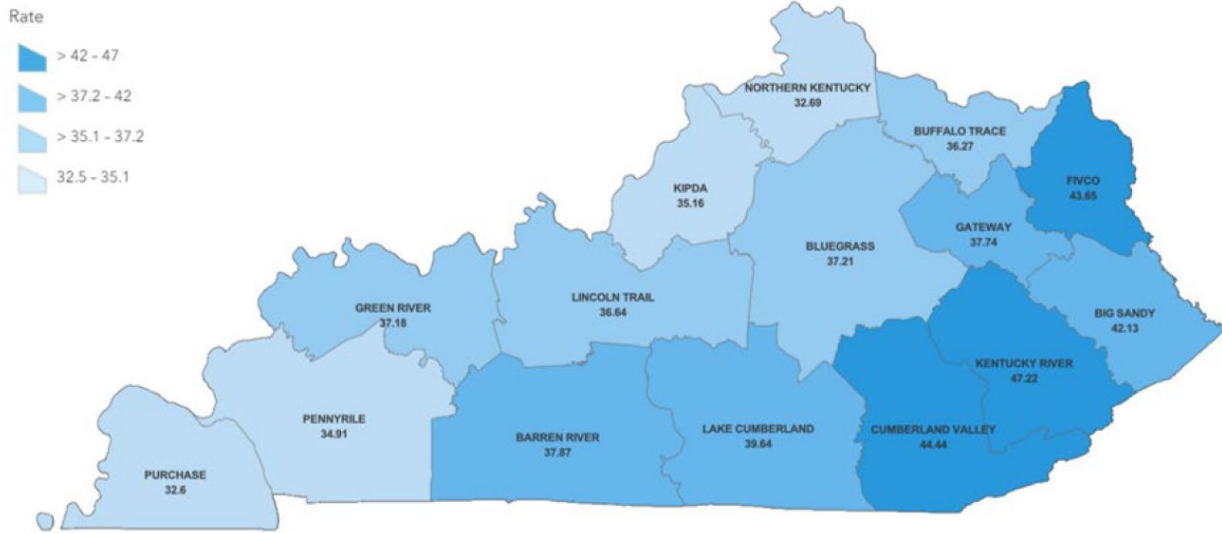 Rate
> 42 - 47
> 37.2 - 42
> 35.1 - 37.2
32.5 - 35.1
NORTHERN KENTUCKY
32.69
BUFFALO TRACE
36.27
FIVCO
43.65
KIPDA
35.16
GATEWAY
37.74
BLUEGRASS
37.21
LINCOLN TRAIL
36.64
GREEN RIVER
37.18
BIG SANDY
42.13
KENTUCKY RIVER
47.22
PENNYRILE
34.91
BARREN RIVER
37.87
LAKE CUMBERLAND
39.64
CUMBERLAND VALLEY
44.44
PURCHASE
32.6